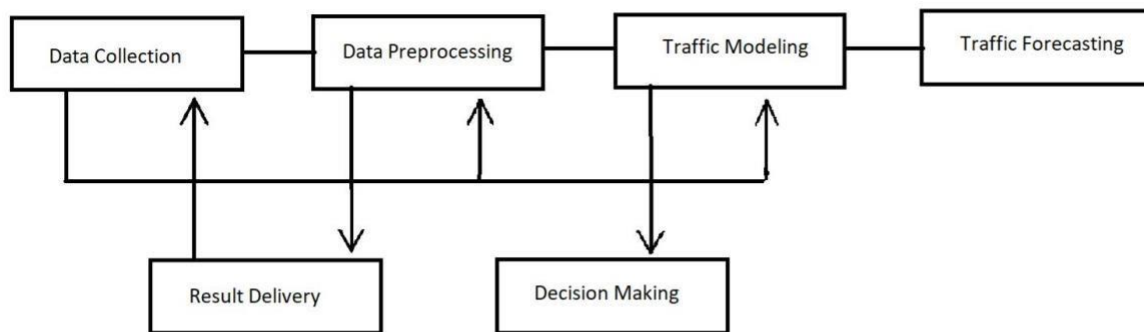 Data Collection
Data Preprocessing
Traffic Modeling
Traffic Forecasting
Result Delivery
Decision Making